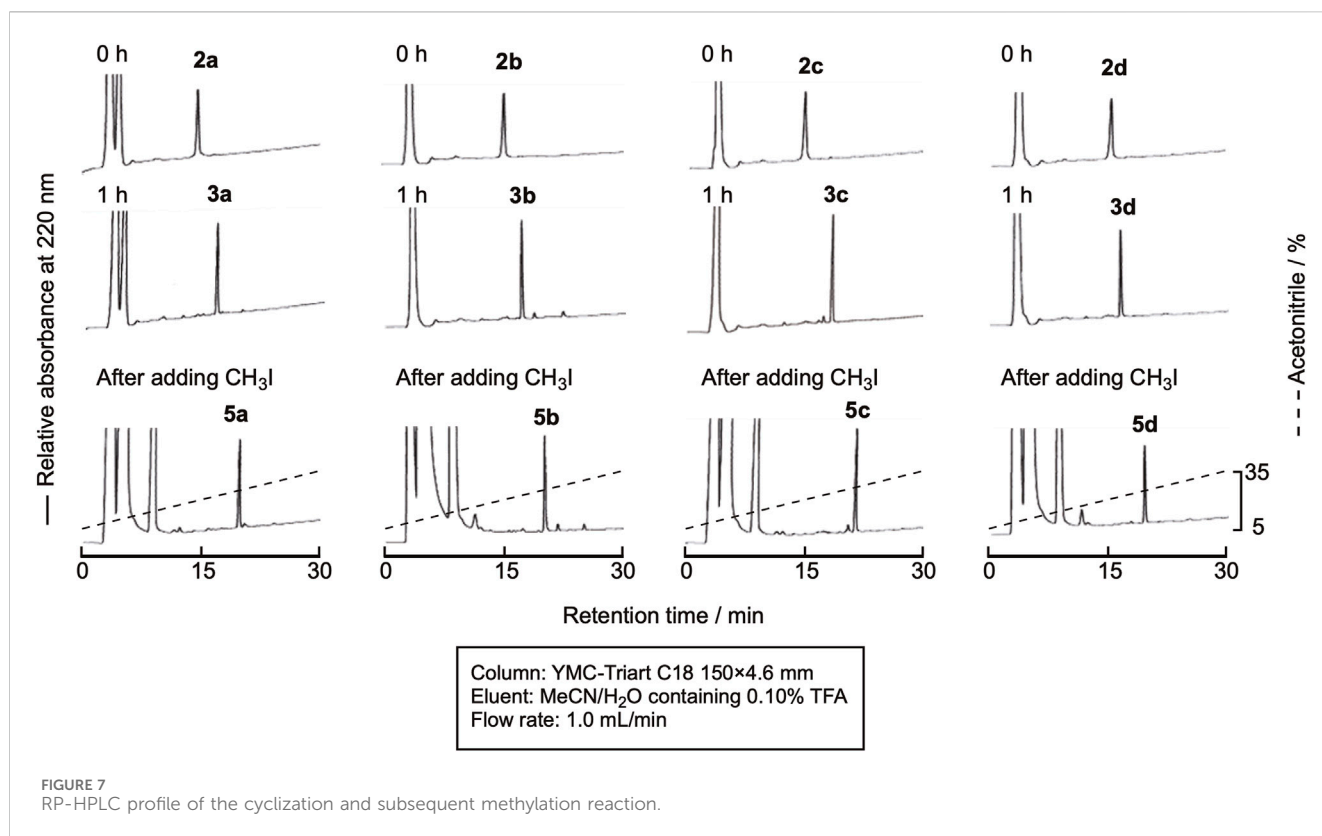 0 h 2a
0 h 2b
0 h 2c
0 h 2d
1 h 3a
1 h 3b
1 h 3c
1 h 3d
After adding CH₃I
After adding CH₃I
After adding CH₃I
After adding CH₃I
5a
5b
5c
5d
Relative absorbance at 220 nm
Acetonitrile / %
35
5
0 15 30
0 15 30
0 15 30
0 15 30
Retention time / min
Column: YMC-Triart C18 150×4.6 mm
Eluent: MeCN/H₂O containing 0.10% TFA
Flow rate: 1.0 mL/min
FIGURE 7
RP-HPLC profile of the cyclization and subsequent methylation reaction.